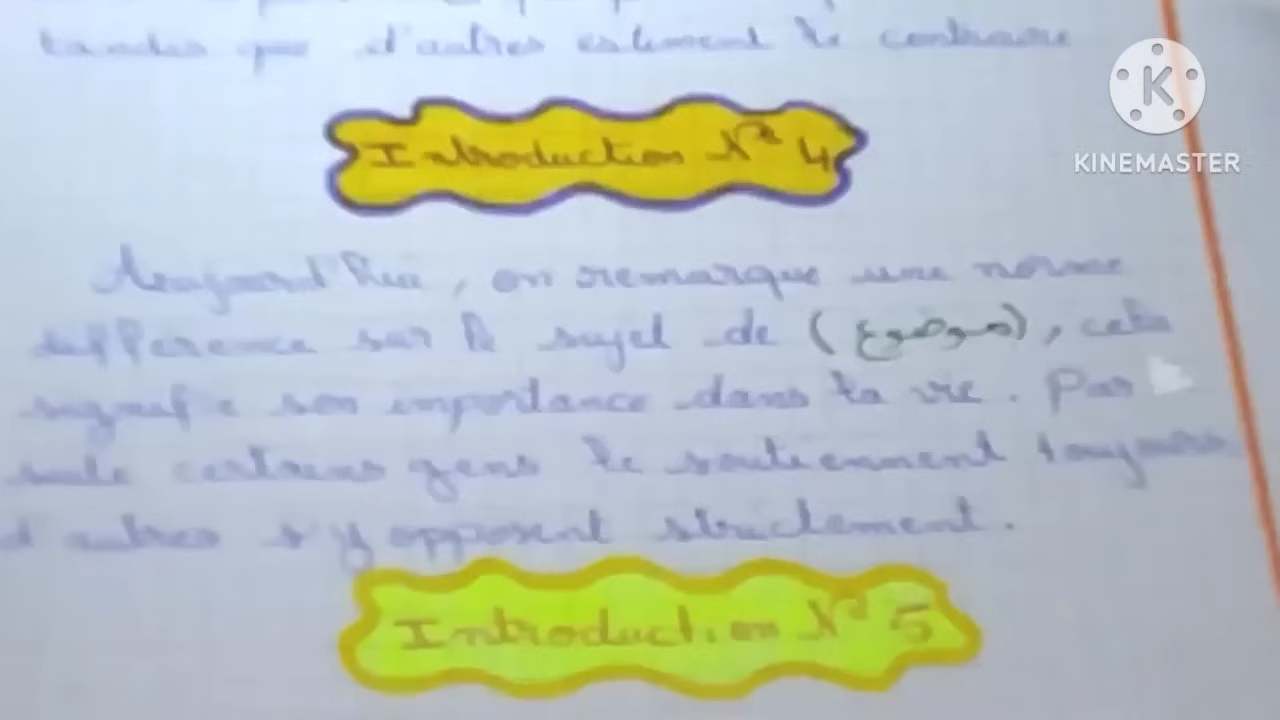 tandis que d'autres estiment le contraire
Introduction N° 4
Aujourd'hui, on remarque une norme
difference sur le sujet de (موضوع), cela
signifie son importance dans la vie. Par
suite certains gens le soutiennent toujours
d'autres s'y opposent strictement.
Introduction N° 5
KINEMASTER